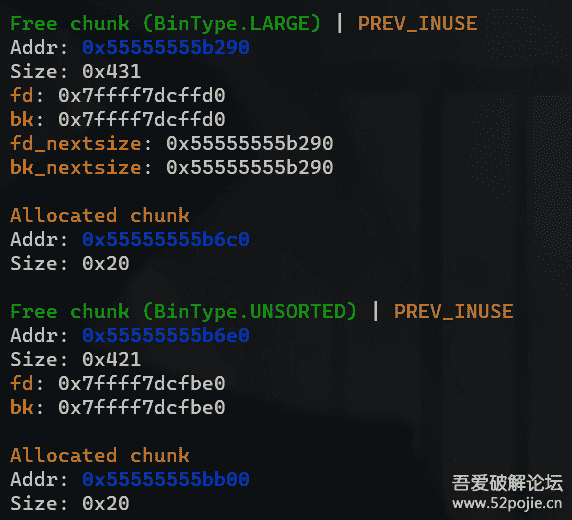 Free chunk (BinType.LARGE) | PREV_INUSE
Addr: 0x55555555b290
Size: 0x431
fd: 0x7ffff7dcffd0
bk: 0x7ffff7dcffd0
fd_nextsize: 0x55555555b290
bk_nextsize: 0x55555555b290
Allocated chunk
Addr: 0x55555555b6c0
Size: 0x20
Free chunk (BinType.UNSORTED) | PREV_INUSE
Addr: 0x55555555b6e0
Size: 0x421
fd: 0x7ffff7dcfbe0
bk: 0x7ffff7dcfbe0
Allocated chunk
Addr: 0x55555555bb00
Size: 0x20
吾爱破解论坛
www.52pojie.cn